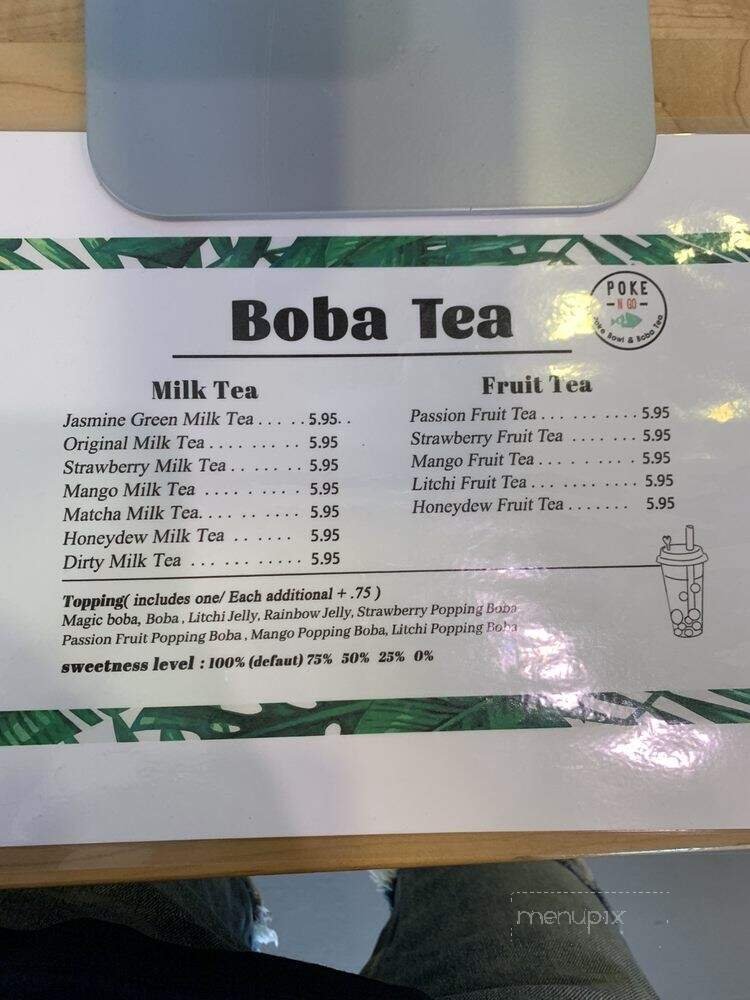 POKE
N GO
Poke Bowl & Boba Tea
Boba Tea
Milk Tea
Jasmine Green Milk Tea . . . . . 5.95. .
Original Milk Tea . . . . . . . . 5.95
Strawberry Milk Tea . . . . . . 5.95
Mango Milk Tea . . . . . . . . . 5.95
Matcha Milk Tea. . . . . . . . . 5.95
Honeydew Milk Tea . . . . . . 5.95
Dirty Milk Tea . . . . . . . . . . 5.95
Fruit Tea
Passion Fruit Tea . . . . . . . . . . 5.95
Strawberry Fruit Tea . . . . . . . 5.95
Mango Fruit Tea . . . . . . . . . . 5.95
Litchi Fruit Tea . . . . . . . . . . . 5.95
Honeydew Fruit Tea . . . . . . . 5.95
Topping( includes one/ Each additional + .75 )
Magic boba, Boba , Litchi Jelly, Rainbow Jelly, Strawberry Popping Boba
Passion Fruit Popping Boba , Mango Popping Boba, Litchi Popping Boba
sweetness level : 100% (defaut) 75% 50% 25% 0%
menupix